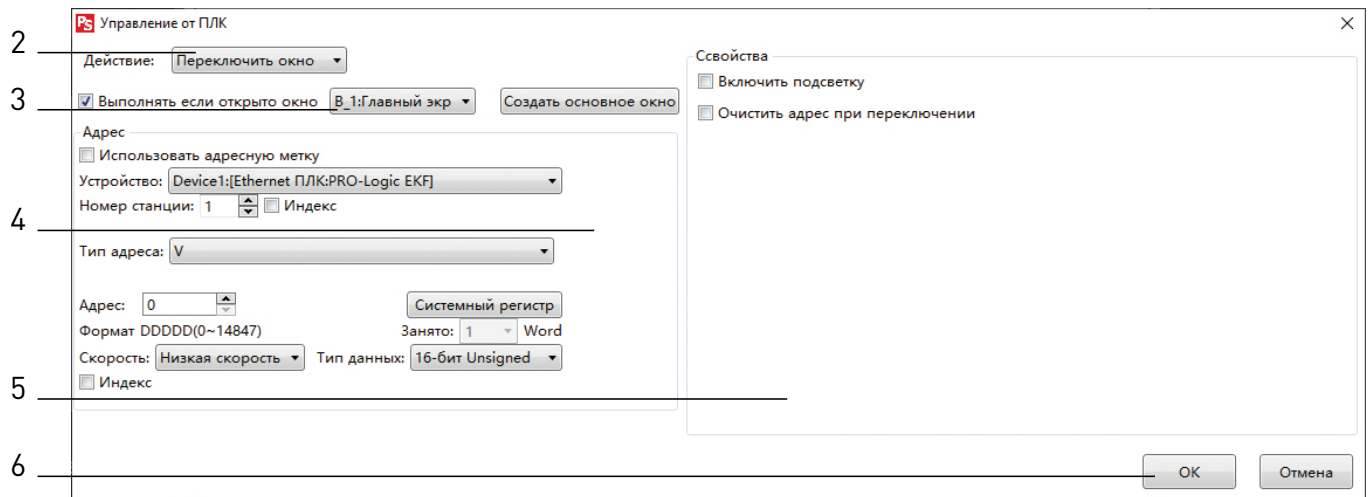 PS Управление от ПЛК
2
Действие: Переключить окно
3
Выполнять если открыто окно B_1:Главный экр Создать основное окно
Адрес
Использовать адресную метку
Устройство: Device1:[Ethernet ПЛК:PRO-Logic EKF]
Номер станции: 1 Индекс
4
Тип адреса: V
Адрес: 0 Системный регистр
Формат DDDDD(0~14847) Занято: 1 Word
Скорость: Низкая скорость Тип данных: 16-бит Unsigned
5
Индекс
Ссвойства
Включить подсветку
Очистить адрес при переключении
6
OK Отмена